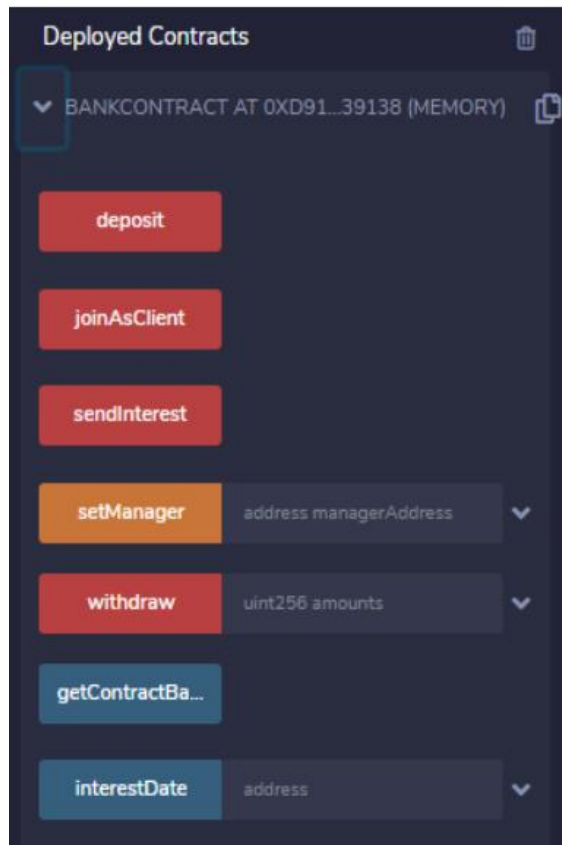 Deployed Contracts
BANKCONTRACT AT 0XD91...39138 (MEMORY)
deposit
joinAsClient
sendInterest
setManager address managerAddress
withdraw uint256 amounts
getContractBa...
interestDate address